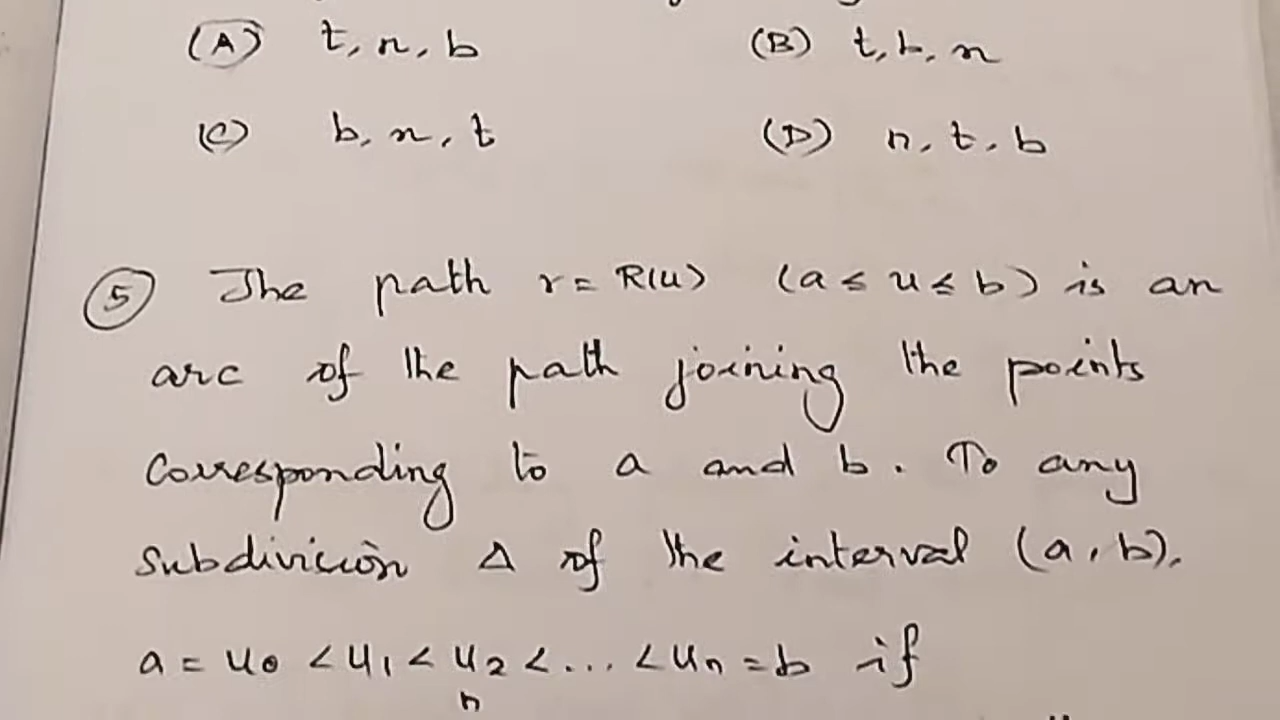 (A) t, n, b (B) t, b, n
(C) b, n, t (D) n, t, b
(5) The path r = R(u) (a ≤ u ≤ b) is an
arc of the path joining the points
corresponding to a and b. To any
subdivision Δ of the interval (a, b),
a = u₀ < u₁ < u₂ < ... < uₙ = b if
n